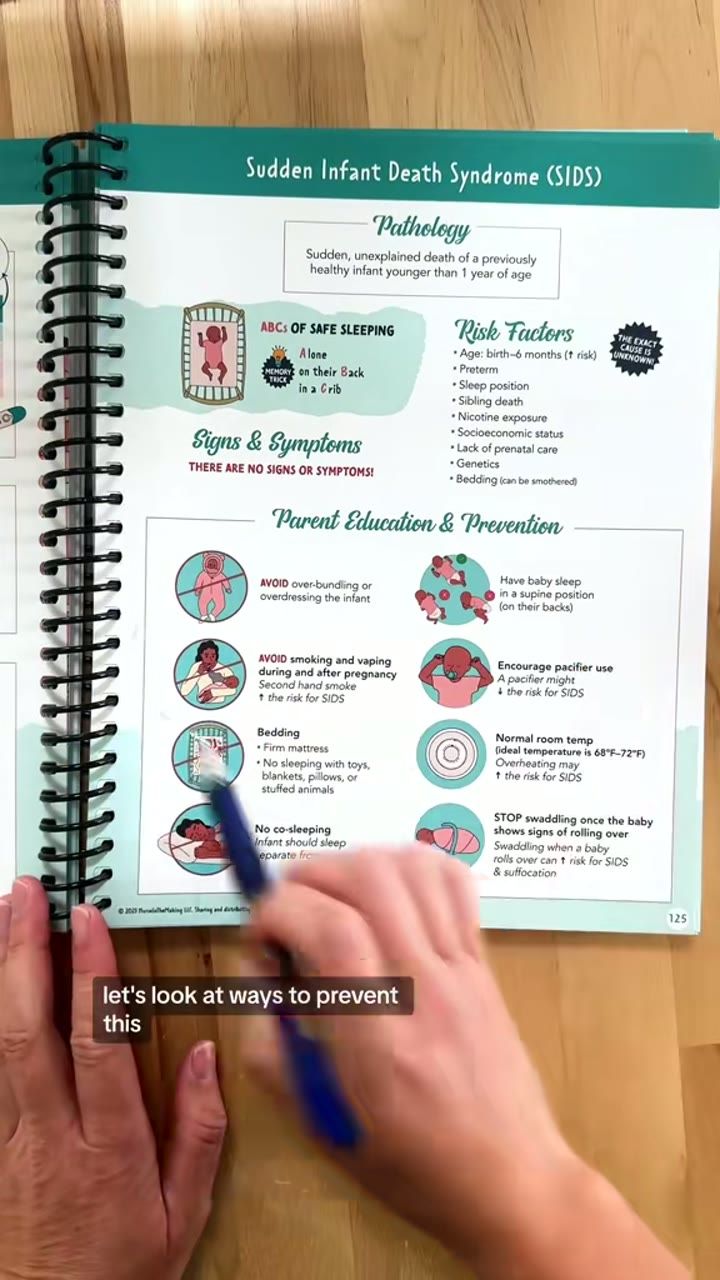 Sudden Infant Death Syndrome (SIDS)
Pathology
Sudden, unexplained death of a previously
healthy infant younger than 1 year of age
ABCs OF SAFE SLEEPING
MEMORY
TRICK
Alone
on their Back
in a Crib
Signs & Symptoms
THERE ARE NO SIGNS OR SYMPTOMS!
Risk Factors
THE EXACT
CAUSE IS
UNKNOWN!
• Age: birth–6 months (↑ risk)
• Preterm
• Sleep position
• Sibling death
• Nicotine exposure
• Socioeconomic status
• Lack of prenatal care
• Genetics
• Bedding (can be smothered)
Parent Education & Prevention
AVOID over-bundling or
overdressing the infant
AVOID smoking and vaping
during and after pregnancy
Second hand smoke
↑ the risk for SIDS
Bedding
• Firm mattress
• No sleeping with toys,
blankets, pillows, or
stuffed animals
No co-sleeping
Infant should sleep
Have baby sleep
in a supine position
(on their backs)
Encourage pacifier use
A pacifier might
↓ the risk for SIDS
Normal room temp
(ideal temperature is 68°F–72°F)
Overheating may
↑ the risk for SIDS
STOP swaddling once the baby
shows signs of rolling over
Swaddling when a baby
rolls over can ↑ risk for SIDS
& suffocation
© 2023 NurseInTheMaking LLC. Sharing and
125
let's look at ways to prevent
this